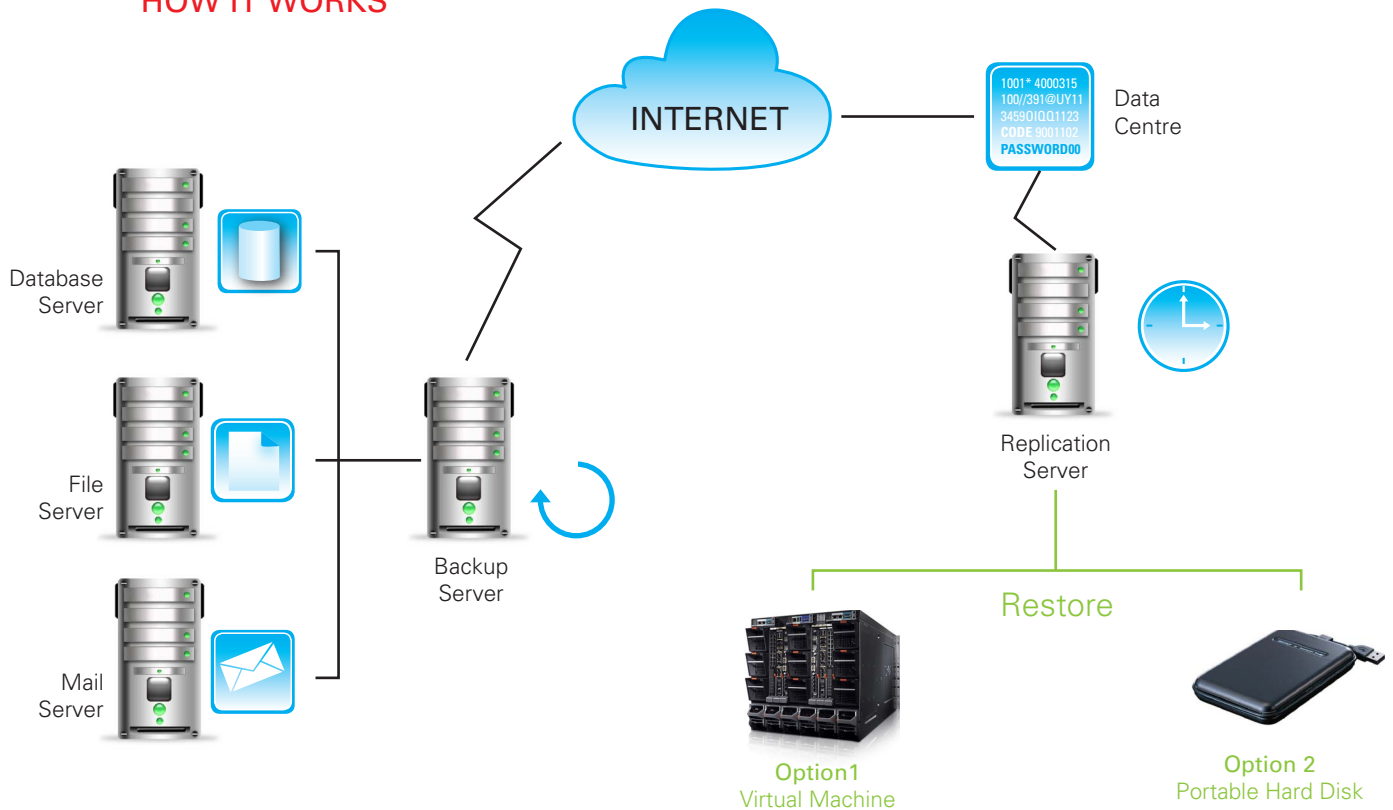 HOW IT WORKS
INTERNET
1001* 4000315
100//391@UY11
3459OIQQ1123
CODE 9001102
PASSWORD00
Data
Centre
Database
Server
File
Server
Backup
Server
Mail
Server
Replication
Server
Restore
Option1
Virtual Machine
Option 2
Portable Hard Disk